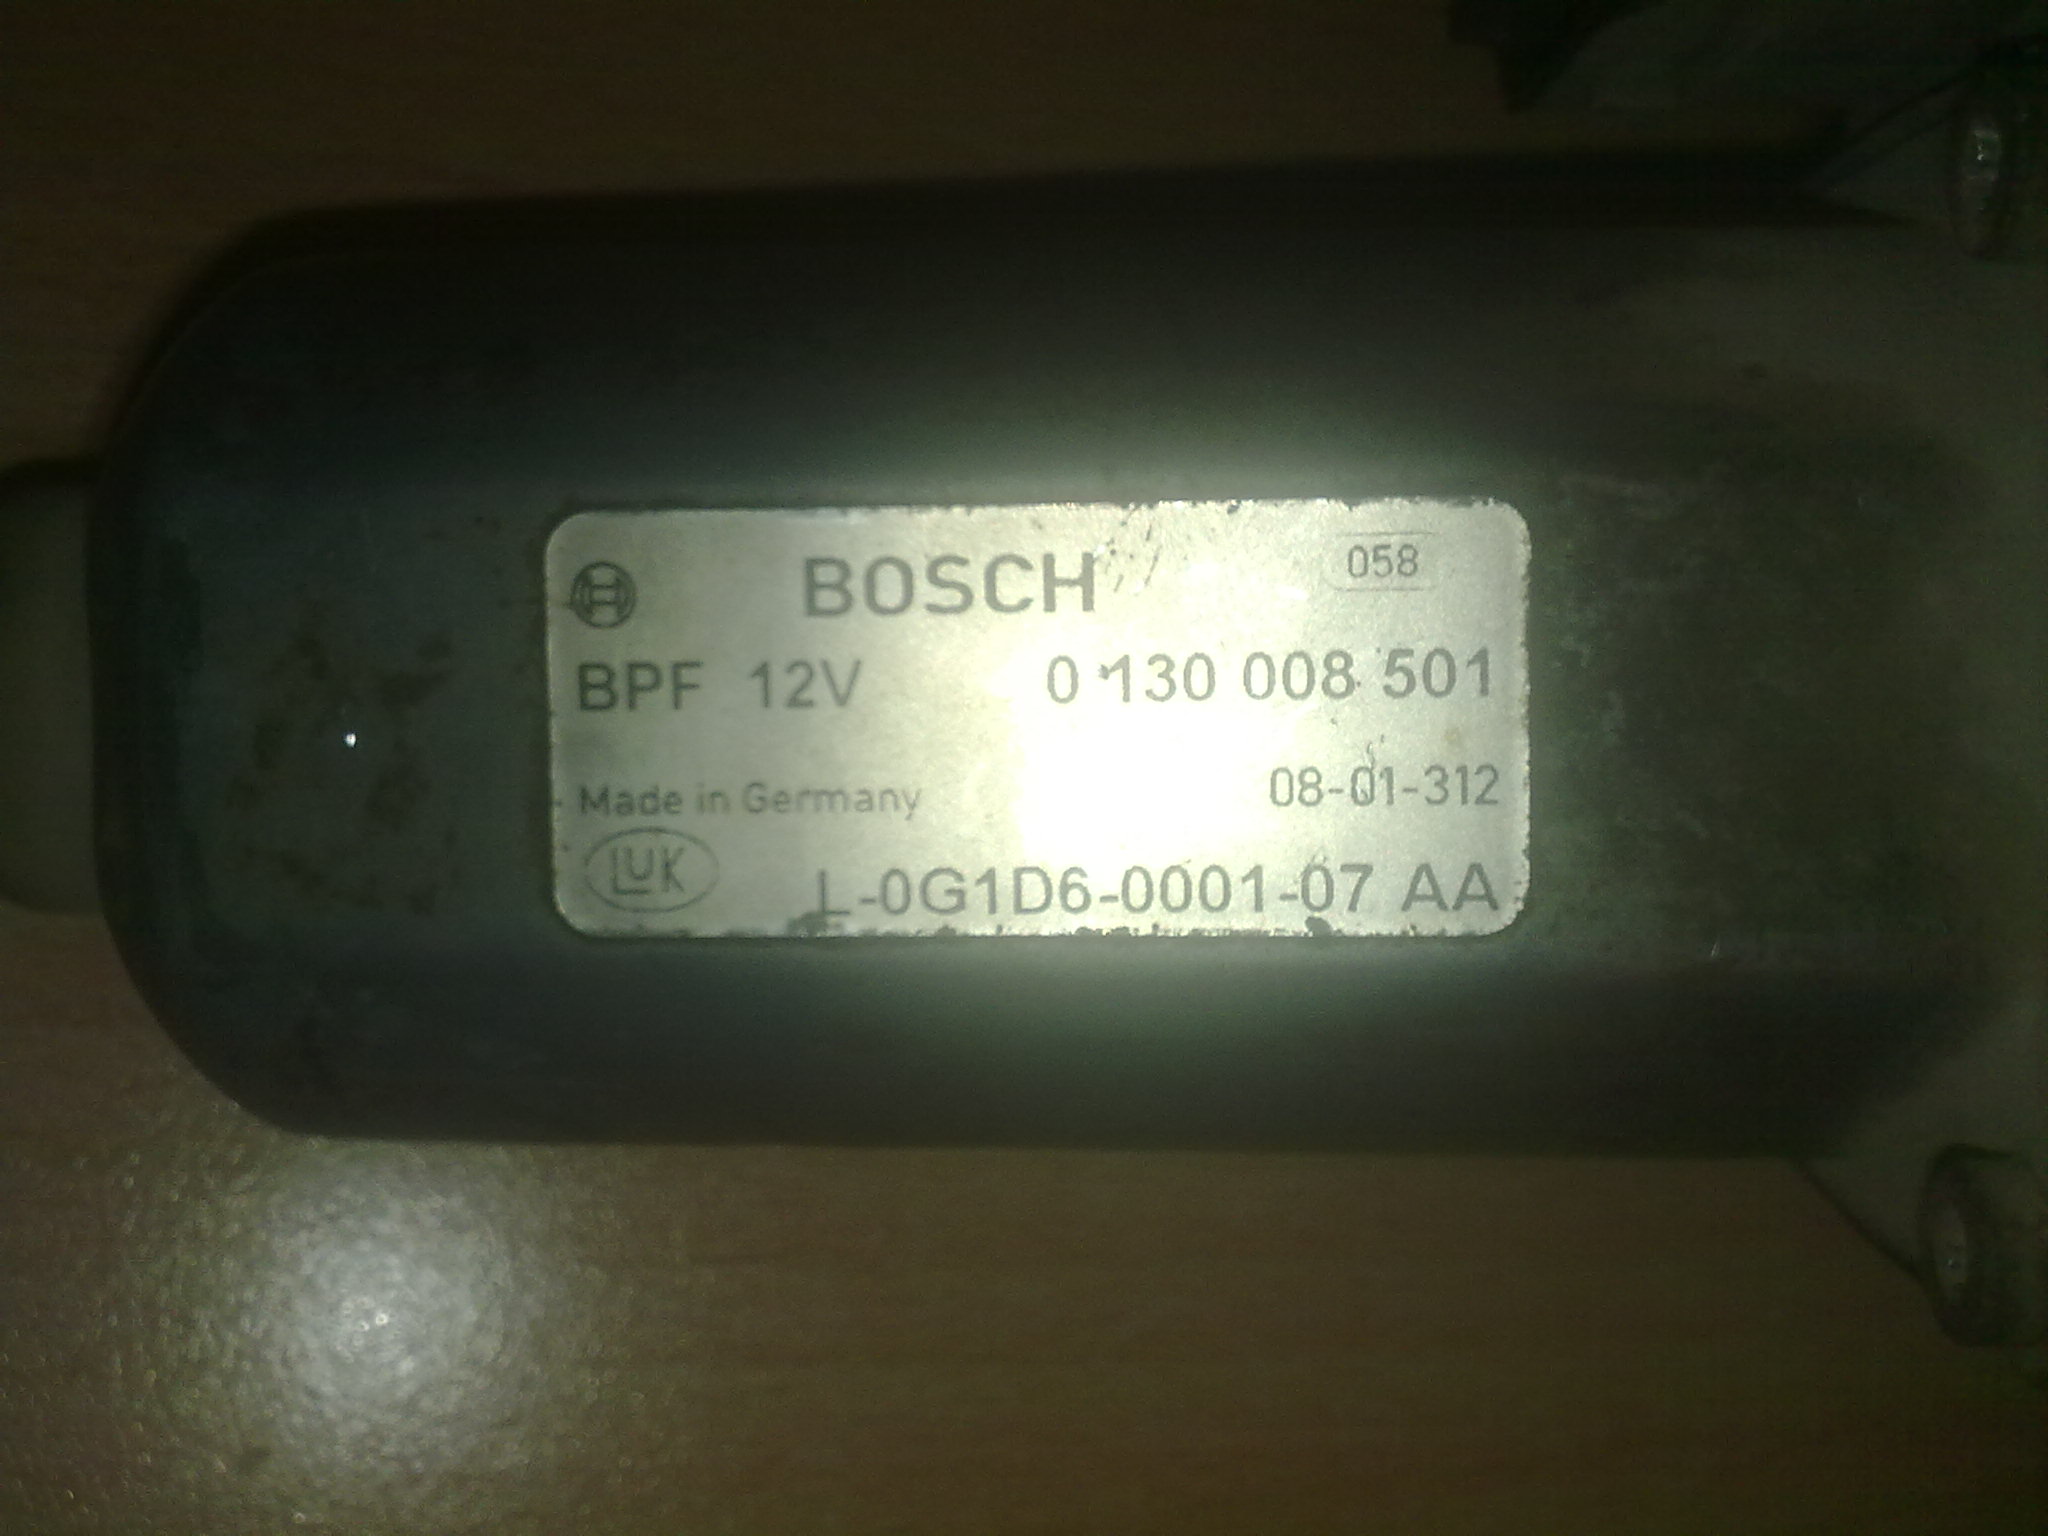 BOSCH 058
BPF 12V 0 130 008 501
Made in Germany 08-01-312
LUK L-0G1D6-0001-07 AA